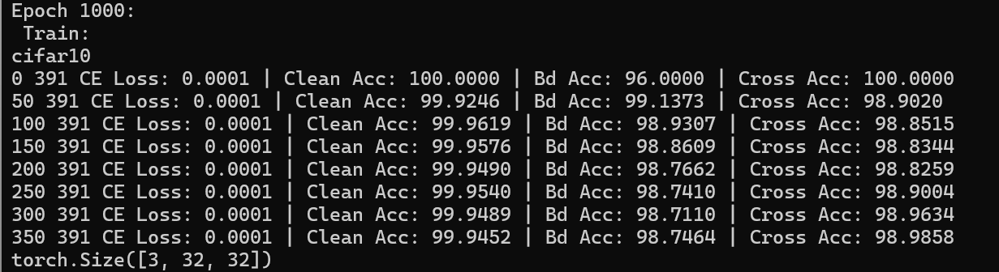 Epoch 1000:
Train:
cifar10
0 391 CE Loss: 0.0001 | Clean Acc: 100.0000 | Bd Acc: 96.0000 | Cross Acc: 100.0000
50 391 CE Loss: 0.0001 | Clean Acc: 99.9246 | Bd Acc: 99.1373 | Cross Acc: 98.9020
100 391 CE Loss: 0.0001 | Clean Acc: 99.9619 | Bd Acc: 98.9307 | Cross Acc: 98.8515
150 391 CE Loss: 0.0001 | Clean Acc: 99.9576 | Bd Acc: 98.8609 | Cross Acc: 98.8344
200 391 CE Loss: 0.0001 | Clean Acc: 99.9490 | Bd Acc: 98.7662 | Cross Acc: 98.8259
250 391 CE Loss: 0.0001 | Clean Acc: 99.9540 | Bd Acc: 98.7410 | Cross Acc: 98.9004
300 391 CE Loss: 0.0001 | Clean Acc: 99.9489 | Bd Acc: 98.7110 | Cross Acc: 98.9634
350 391 CE Loss: 0.0001 | Clean Acc: 99.9452 | Bd Acc: 98.7464 | Cross Acc: 98.9858
torch.Size([3, 32, 32])